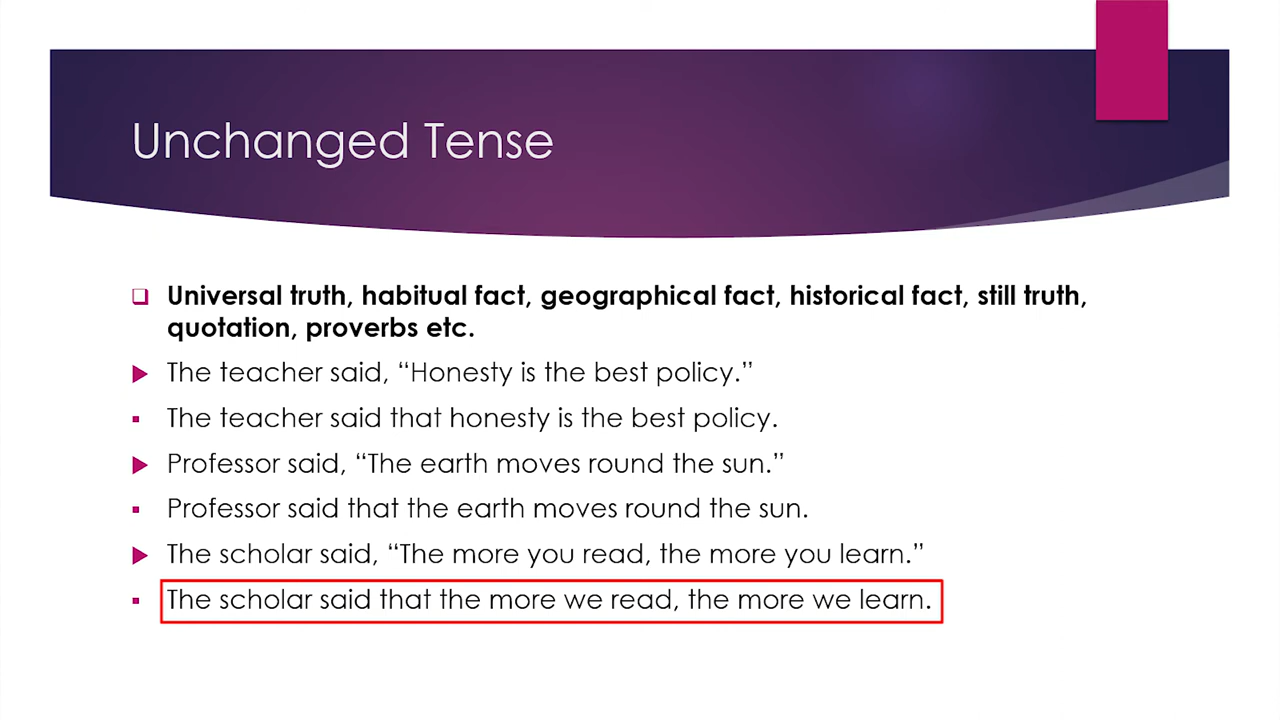 Unchanged Tense
Universal truth, habitual fact, geographical fact, historical fact, still truth,
quotation, proverbs etc.
The teacher said, “Honesty is the best policy.”
The teacher said that honesty is the best policy.
Professor said, “The earth moves round the sun.”
Professor said that the earth moves round the sun.
The scholar said, “The more you read, the more you learn.”
The scholar said that the more we read, the more we learn.